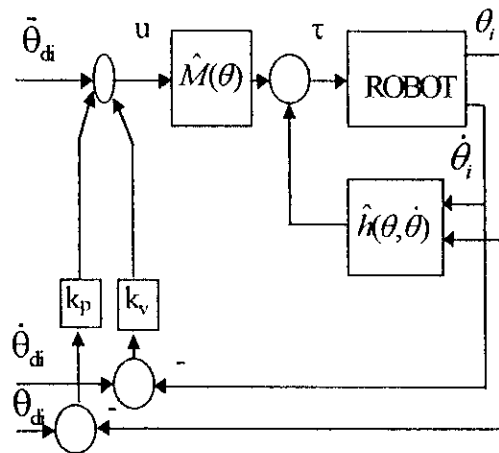 θ̈di
u
M̂(θ)
τ
ROBOT
θi
θ̇i
ĥ(θ,θ̇)
kp
kv
θ̇di
-
θdi
-